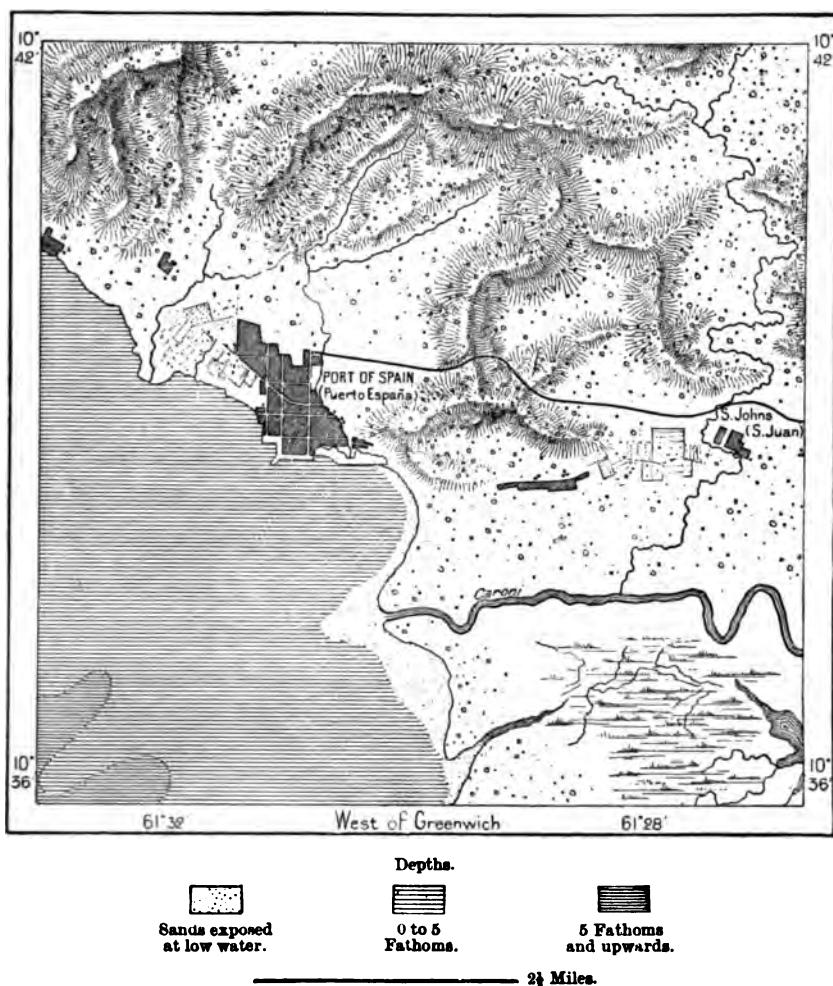 10°
42'
10°
42'
PORT OF SPAIN
(Puerto España)
S. Johns
(S. Juan)
Caroni
10°
36'
10°
36'
61°32'
West of Greenwich
61°28'
Depths.
Sands exposed
at low water.
0 to 5
Fathoms.
5 Fathoms
and upwards.
2½ Miles.